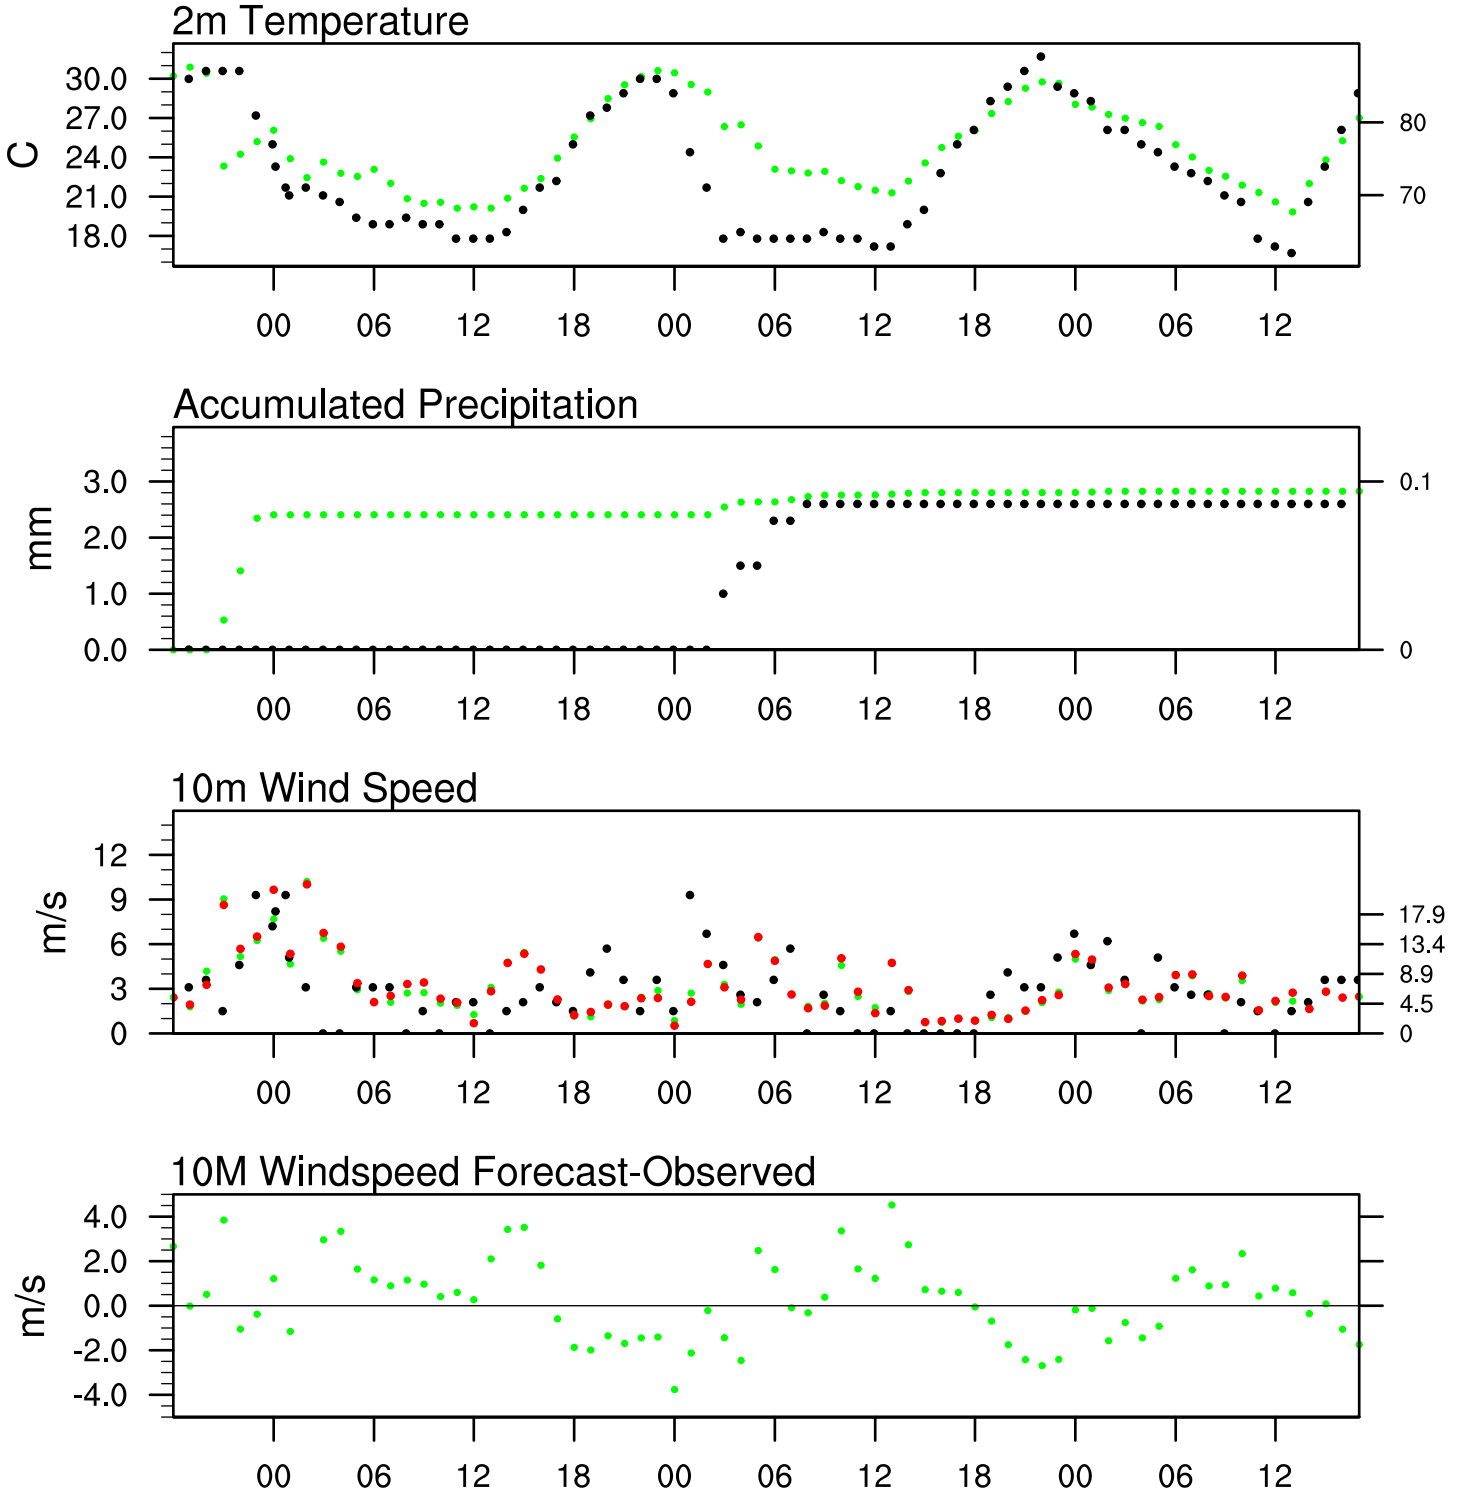 2m Temperature
30.0
27.0
24.0
21.0
18.0
C
80
70
00 06 12 18 00 06 12 18 00 06 12
Accumulated Precipitation
3.0
2.0
1.0
0.0
mm
0.1
0
00 06 12 18 00 06 12 18 00 06 12
10m Wind Speed
12
9
6
3
0
m/s
17.9
13.4
8.9
4.5
0
00 06 12 18 00 06 12 18 00 06 12
10M Windspeed Forecast-Observed
4.0
2.0
0.0
-2.0
-4.0
m/s
00 06 12 18 00 06 12 18 00 06 12